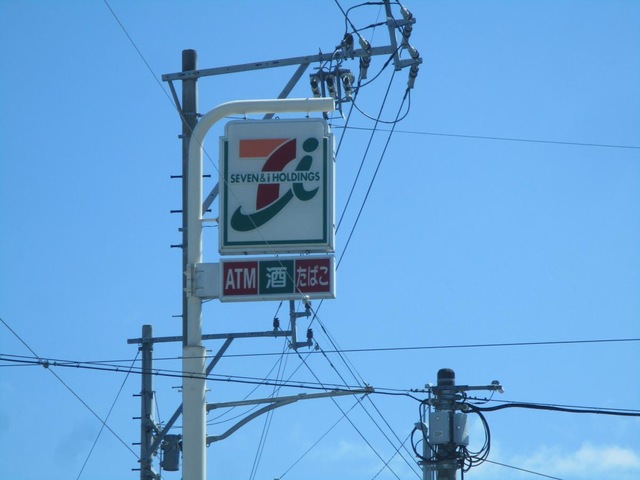 SEVEN & i HOLDINGS
ATM 酒 たばこ